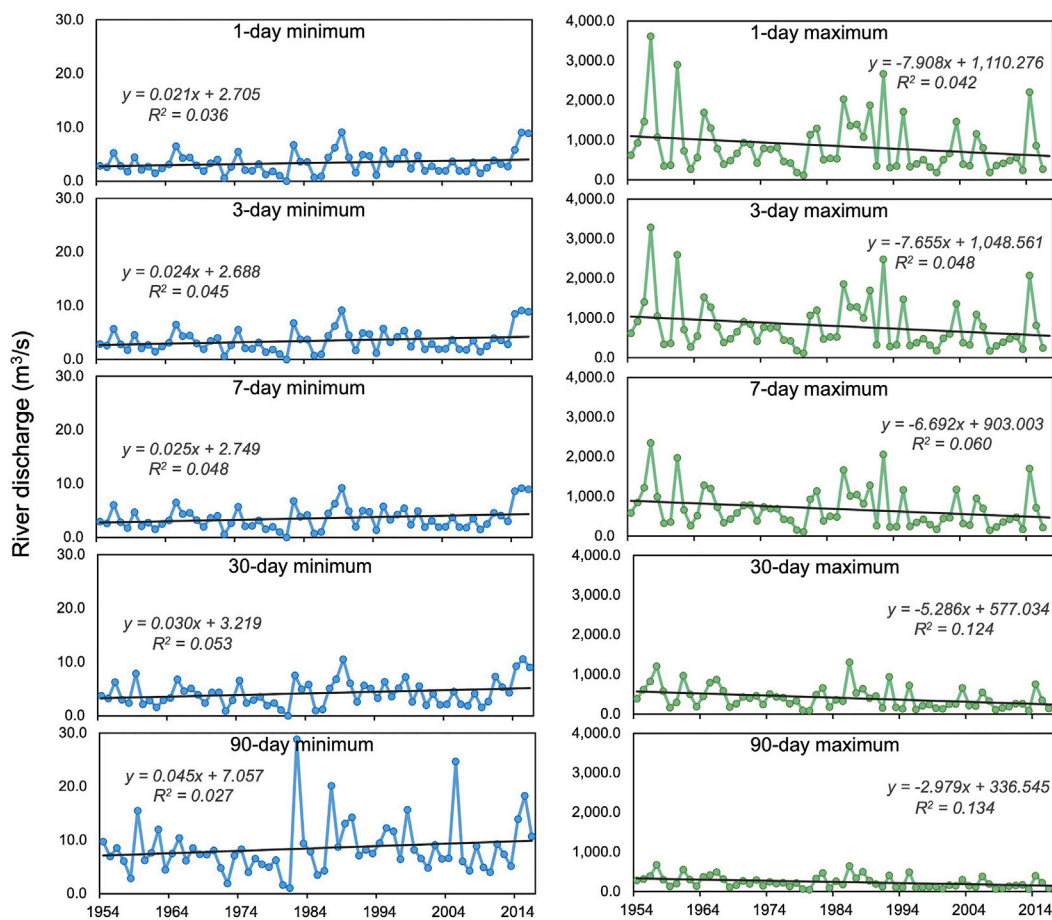 River discharge (m³/s)
1-day minimum
30.0
20.0
10.0
0.0
y = 0.021x + 2.705
R² = 0.036
1-day maximum
4,000.0
3,000.0
2,000.0
1,000.0
0.0
y = -7.908x + 1,110.276
R² = 0.042
3-day minimum
30.0
20.0
10.0
0.0
y = 0.024x + 2.688
R² = 0.045
3-day maximum
4,000.0
3,000.0
2,000.0
1,000.0
0.0
y = -7.655x + 1,048.561
R² = 0.048
7-day minimum
30.0
20.0
10.0
0.0
y = 0.025x + 2.749
R² = 0.048
7-day maximum
4,000.0
3,000.0
2,000.0
1,000.0
0.0
y = -6.692x + 903.003
R² = 0.060
30-day minimum
30.0
20.0
10.0
0.0
y = 0.030x + 3.219
R² = 0.053
30-day maximum
4,000.0
3,000.0
2,000.0
1,000.0
0.0
y = -5.286x + 577.034
R² = 0.124
90-day minimum
30.0
20.0
10.0
0.0
y = 0.045x + 7.057
R² = 0.027
1954 1964 1974 1984 1994 2004 2014
90-day maximum
4,000.0
3,000.0
2,000.0
1,000.0
0.0
y = -2.979x + 336.545
R² = 0.134
1954 1964 1974 1984 1994 2004 2014